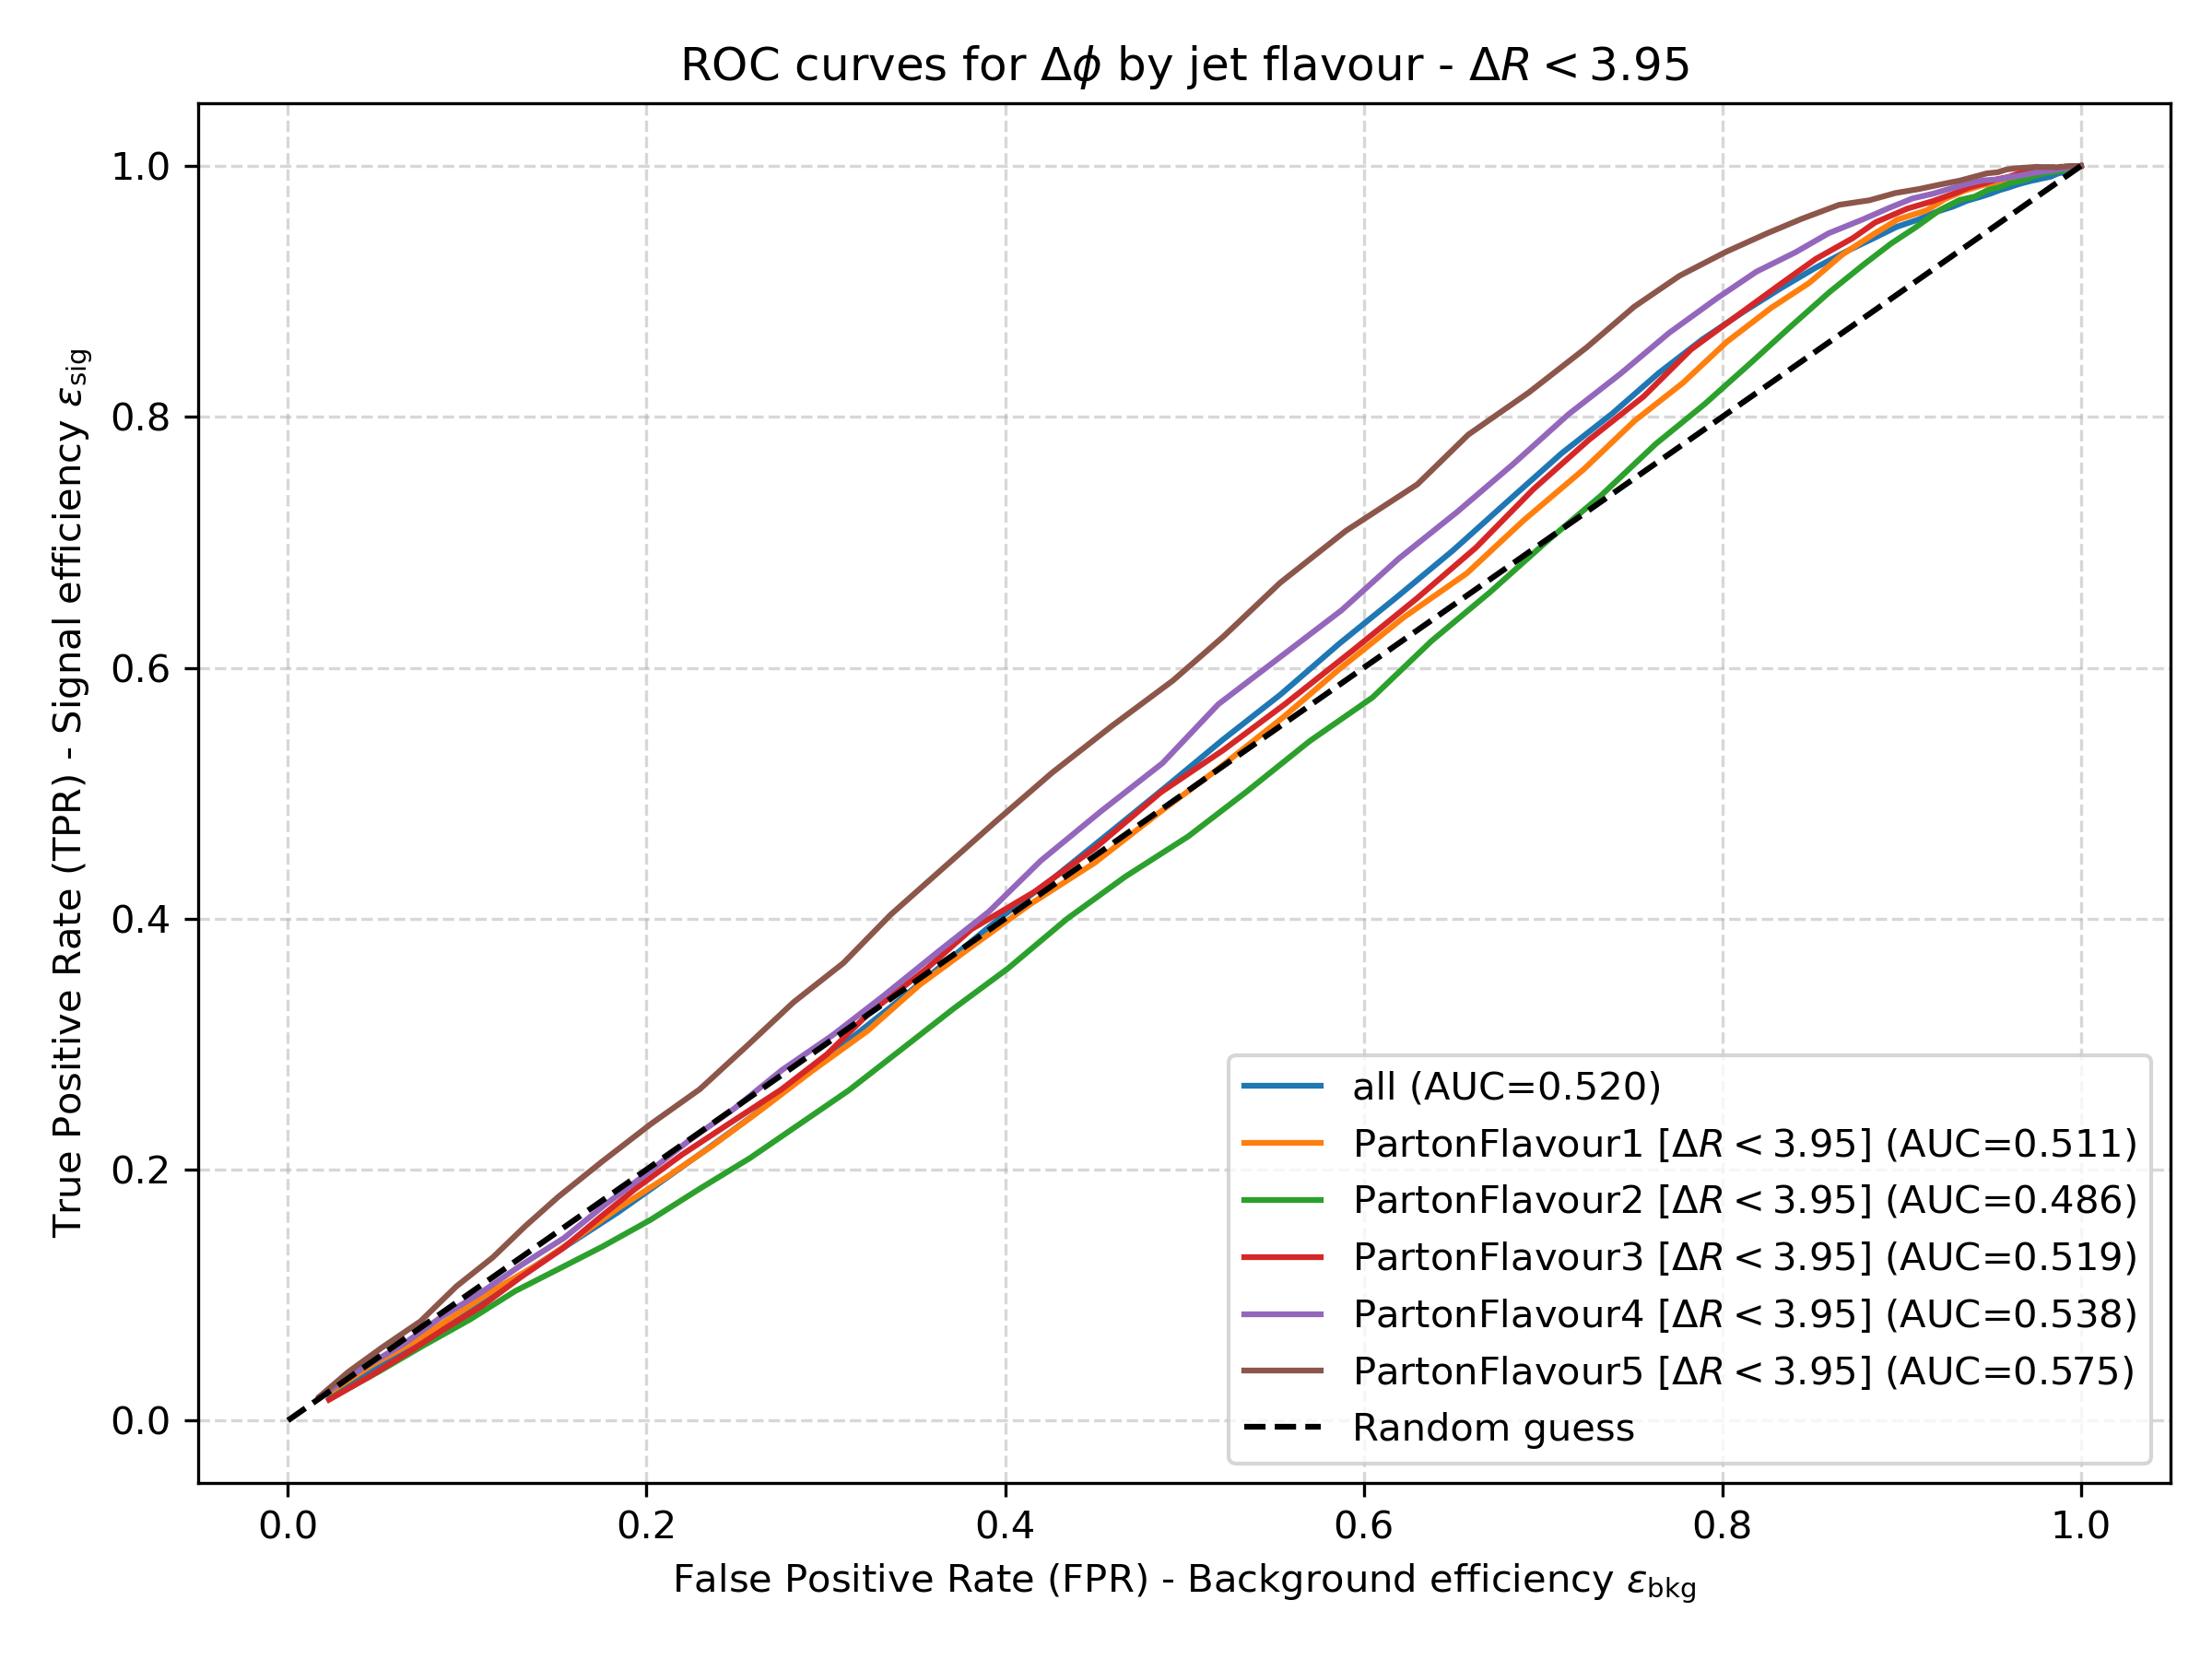 ROC curves for Δϕ by jet flavour - ΔR < 3.95
True Positive Rate (TPR) - Signal efficiency ε_sig
1.0
0.8
0.6
0.4
0.2
0.0
all (AUC=0.520)
PartonFlavour1 [ΔR < 3.95] (AUC=0.511)
PartonFlavour2 [ΔR < 3.95] (AUC=0.486)
PartonFlavour3 [ΔR < 3.95] (AUC=0.519)
PartonFlavour4 [ΔR < 3.95] (AUC=0.538)
PartonFlavour5 [ΔR < 3.95] (AUC=0.575)
Random guess
0.0 0.2 0.4 0.6 0.8 1.0
False Positive Rate (FPR) - Background efficiency ε_bkg